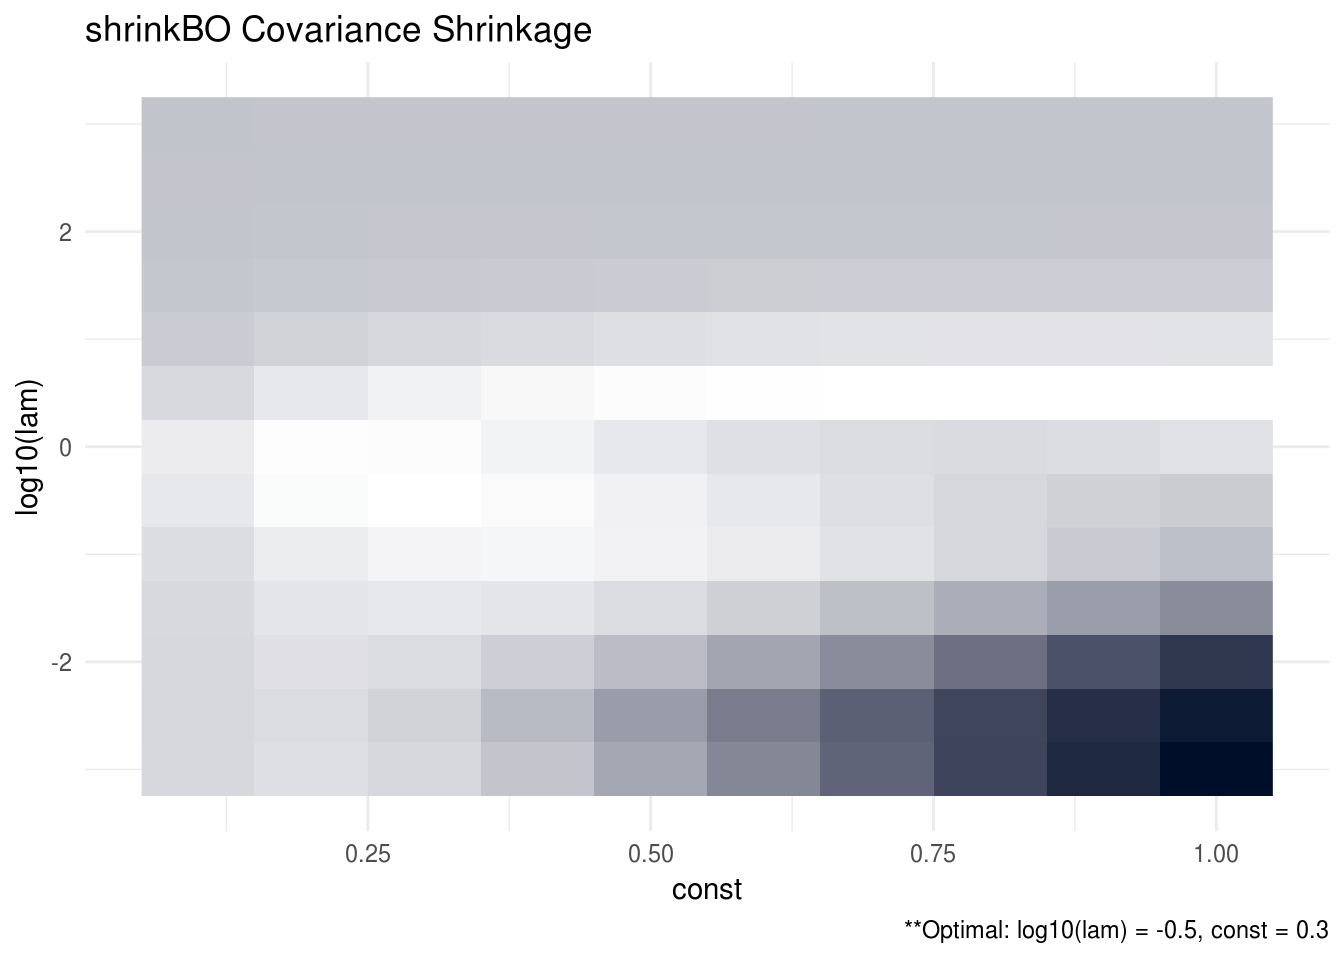 shrinkBO Covariance Shrinkage
log10(lam)
2
0
-2
0.25 0.50 0.75 1.00
const
**Optimal: log10(lam) = -0.5, const = 0.3